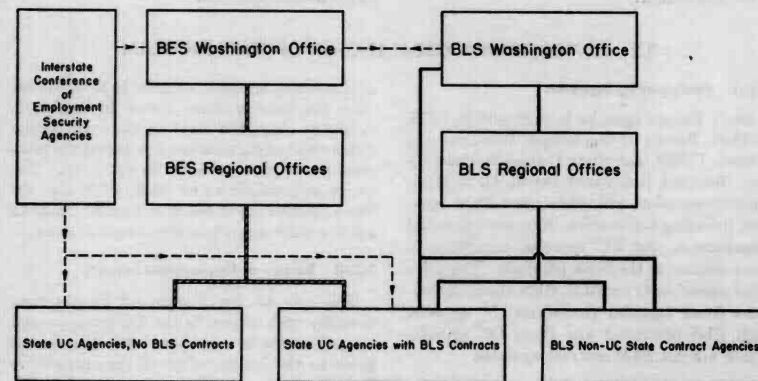 Interstate
Conference
of
Employment
Security
Agencies
BES Washington Office
BLS Washington Office
BES Regional Offices
BLS Regional Offices
State UC Agencies, No BLS Contracts
State UC Agencies with BLS Contracts
BLS Non-UC State Contract Agencies